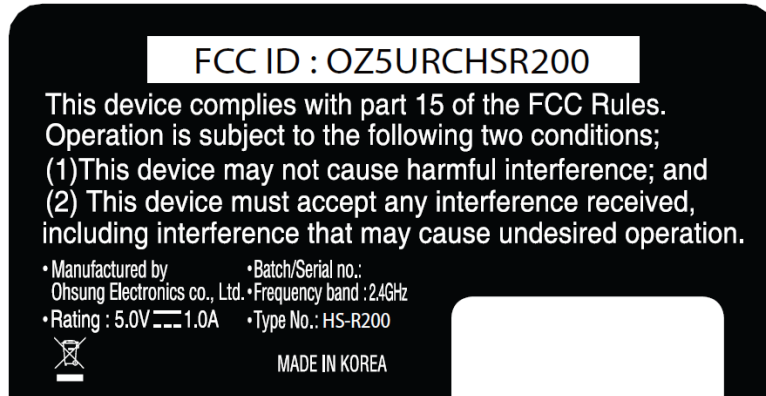 FCC ID : OZ5URCHSR200
This device complies with part 15 of the FCC Rules.
Operation is subject to the following two conditions;
(1)This device may not cause harmful interference; and
(2) This device must accept any interference received,
including interference that may cause undesired operation.
•Manufactured by •Batch/Serial no.:
Ohsung Electronics co., Ltd. •Frequency band : 2.4GHz
•Rating : 5.0V⎓1.0A •Type No.: HS-R200
MADE IN KOREA